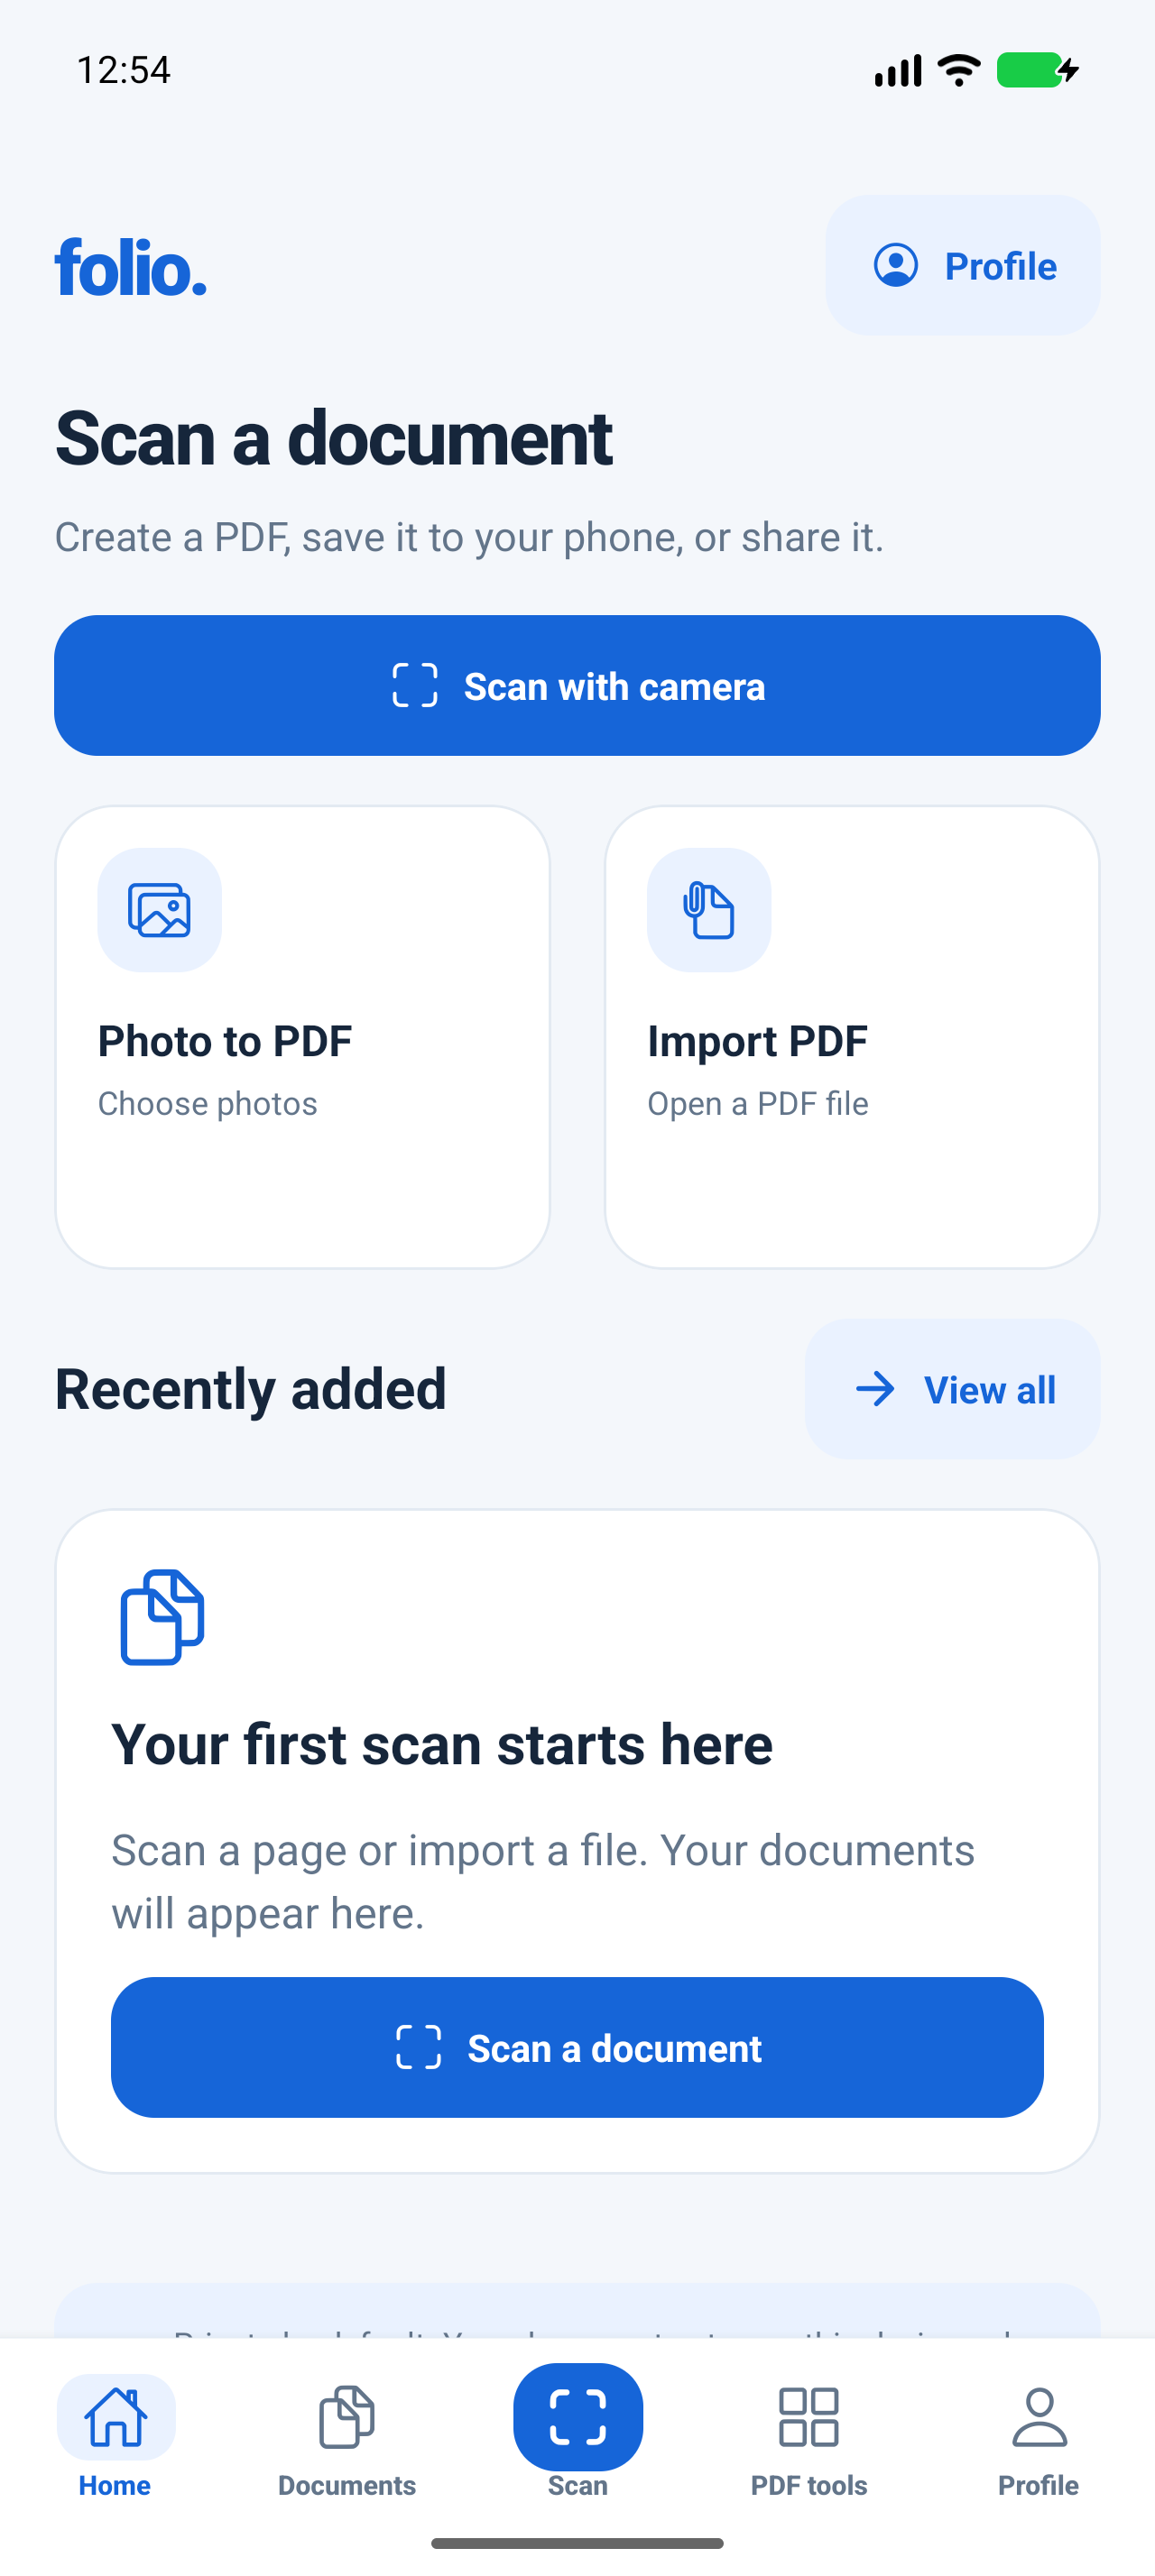 12:54
folio.
Profile
Scan a document
Create a PDF, save it to your phone, or share it.
Scan with camera
Photo to PDF
Choose photos
Import PDF
Open a PDF file
Recently added
View all
Your first scan starts here
Scan a page or import a file. Your documents
will appear here.
Scan a document
Home
Documents
Scan
PDF tools
Profile